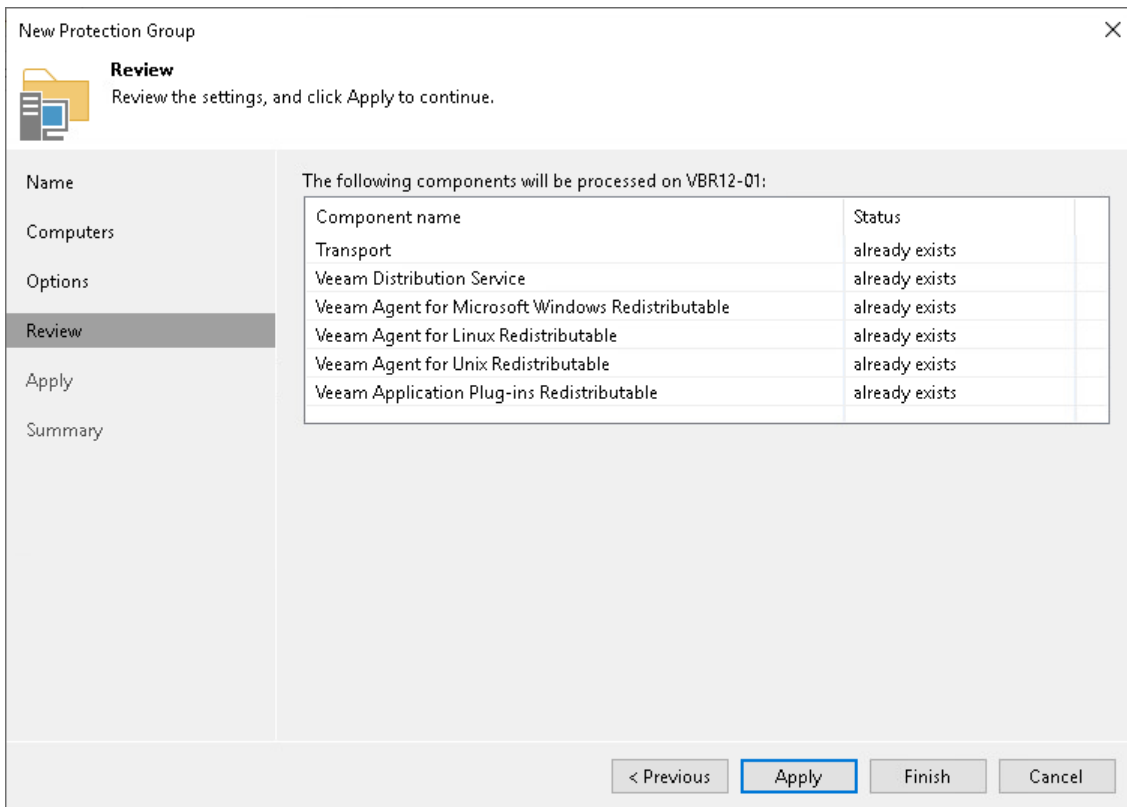 New Protection Group
Review
Review the settings, and click Apply to continue.
Name
Computers
Options
Review
Apply
Summary
The following components will be processed on VBR12-01:
Component name Status
Transport already exists
Veeam Distribution Service already exists
Veeam Agent for Microsoft Windows Redistributable already exists
Veeam Agent for Linux Redistributable already exists
Veeam Agent for Unix Redistributable already exists
Veeam Application Plug-ins Redistributable already exists
< Previous Apply Finish Cancel